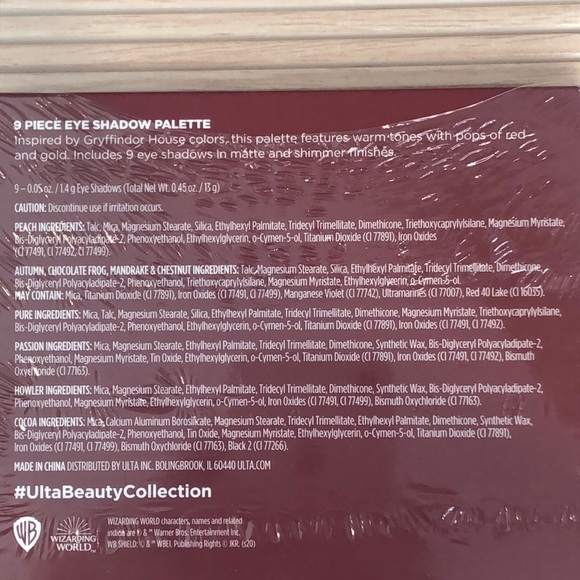 9 PIECE EYE SHADOW PALETTE
Inspired by Gryffindor House colors, this palette features warm tones with pops of red
and gold. Includes 9 eye shadows in matte and shimmer finishes.
9 – 0.05 oz. / 1.4 g Eye Shadows (Total Net Wt. 0.45 oz. / 13 g)
CAUTION: Discontinue use if irritation occurs.
PEACH INGREDIENTS: Talc, Mica, Magnesium Stearate, Silica, Ethylhexyl Palmitate, Tridecyl Trimellitate, Dimethicone, Triethoxycaprylylsilane, Magnesium Myristate,
Bis-Diglyceryl Polyacyladipate-2, Phenoxyethanol, Ethylhexylglycerin, o-Cymen-5-ol, Titanium Dioxide (CI 77891), Iron Oxides
(CI 77491, CI 77492, CI 77499).
AUTUMN, CHOCOLATE FROG, MANDRAKE & CHESTNUT INGREDIENTS: Talc, Magnesium Stearate, Silica, Ethylhexyl Palmitate, Tridecyl Trimellitate, Dimethicone,
Bis-Diglyceryl Polyacyladipate-2, Phenoxyethanol, Triethoxycaprylylsilane, Magnesium Myristate, Ethylhexylglycerin, o-Cymen-5-ol.
MAY CONTAIN: Mica, Titanium Dioxide (CI 77891), Iron Oxides (CI 77491, CI 77499), Manganese Violet (CI 77742), Ultramarines (CI 77007), Red 40 Lake (CI 16035).
PURE INGREDIENTS: Mica, Talc, Magnesium Stearate, Silica, Ethylhexyl Palmitate, Tridecyl Trimellitate, Dimethicone, Magnesium Myristate, Triethoxycaprylylsilane,
Bis-Diglyceryl Polyacyladipate-2, Phenoxyethanol, Ethylhexylglycerin, o-Cymen-5-ol, Titanium Dioxide (CI 77891), Iron Oxides (CI 77491, CI 77492).
PASSION INGREDIENTS: Mica, Magnesium Stearate, Ethylhexyl Palmitate, Tridecyl Trimellitate, Dimethicone, Synthetic Wax, Bis-Diglyceryl Polyacyladipate-2,
Phenoxyethanol, Magnesium Myristate, Tin Oxide, Ethylhexylglycerin, o-Cymen-5-ol, Titanium Dioxide (CI 77891), Iron Oxides (CI 77491, CI 77492), Bismuth
Oxychloride (CI 77163).
HOWLER INGREDIENTS: Mica, Magnesium Stearate, Ethylhexyl Palmitate, Tridecyl Trimellitate, Dimethicone, Synthetic Wax, Bis-Diglyceryl Polyacyladipate-2,
Phenoxyethanol, Magnesium Myristate, Ethylhexylglycerin, o-Cymen-5-ol, Iron Oxides (CI 77491, CI 77499), Bismuth Oxychloride (CI 77163).
COCOA INGREDIENTS: Mica, Calcium Aluminum Borosilicate, Magnesium Stearate, Tridecyl Trimellitate, Ethylhexyl Palmitate, Dimethicone, Synthetic Wax,
Bis-Diglyceryl Polyacyladipate-2, Phenoxyethanol, Tin Oxide, Magnesium Myristate, Ethylhexylglycerin, o-Cymen-5-ol, Titanium Dioxide (CI 77891),
Iron Oxides (CI 77491, CI 77499), Bismuth Oxychloride (CI 77163), Black 2 (CI 77266).
MADE IN CHINA DISTRIBUTED BY ULTA INC. BOLINGBROOK, IL 60440 ULTA.COM
#UltaBeautyCollection
WB
WIZARDING
WORLD
WIZARDING WORLD characters, names and related
indicia are © & ™ Warner Bros. Entertainment Inc.
WB SHIELD: © & ™ WBEI. Publishing Rights © JKR. (s20)